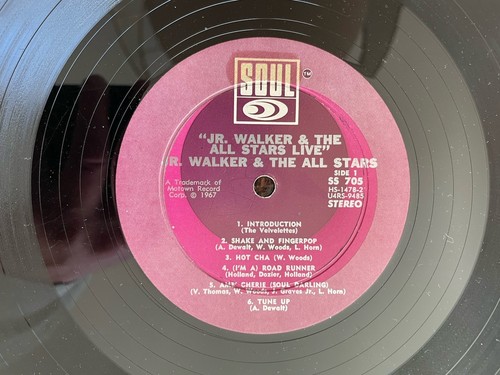 SOUL
TM
"JR. WALKER & THE
ALL STARS LIVE"
JR. WALKER & THE ALL STARS
SIDE 1
A Trademark of
Motown Record
Corp. © 1967
SS 705
HS-1478-2
U4RS-9485
STEREO
1. INTRODUCTION
(The Velvelettes)
2. SHAKE AND FINGERPOP
(A. Dewalt, W. Woods, L. Horn)
3. HOT CHA (W. Woods)
4. (I'M A) ROAD RUNNER
(Holland, Dozier, Holland)
5. AMY CHERIE (SOUL DARLING)
(V. Thomas, W. Woods, J. Graves Jr., L. Horn)
6. TUNE UP
(A. Dewalt)